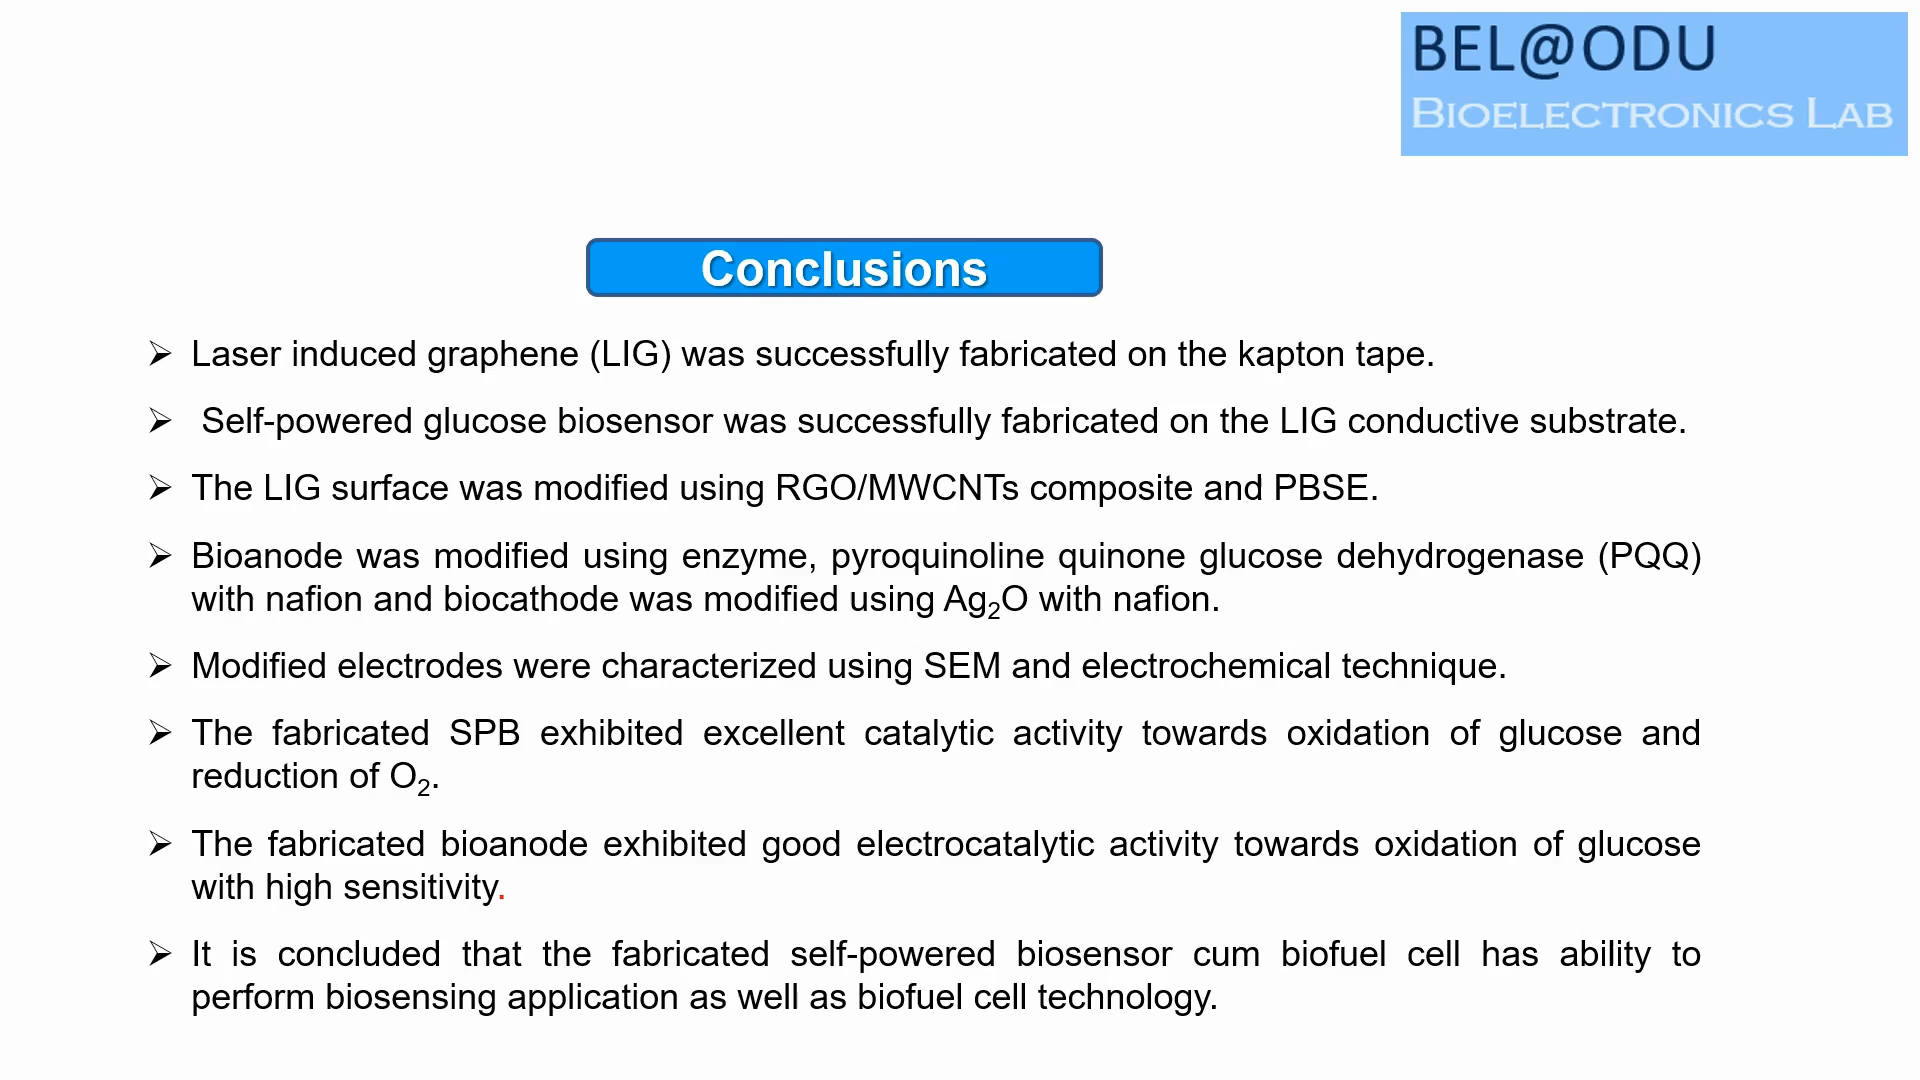 BEL@ODU
BIOELECTRONICS LAB
Conclusions
➢ Laser induced graphene (LIG) was successfully fabricated on the kapton tape.
➢ Self-powered glucose biosensor was successfully fabricated on the LIG conductive substrate.
➢ The LIG surface was modified using RGO/MWCNTs composite and PBSE.
➢ Bioanode was modified using enzyme, pyroquinoline quinone glucose dehydrogenase (PQQ)
with nafion and biocathode was modified using Ag₂O with nafion.
➢ Modified electrodes were characterized using SEM and electrochemical technique.
➢ The fabricated SPB exhibited excellent catalytic activity towards oxidation of glucose and
reduction of O₂.
➢ The fabricated bioanode exhibited good electrocatalytic activity towards oxidation of glucose
with high sensitivity.
➢ It is concluded that the fabricated self-powered biosensor cum biofuel cell has ability to
perform biosensing application as well as biofuel cell technology.